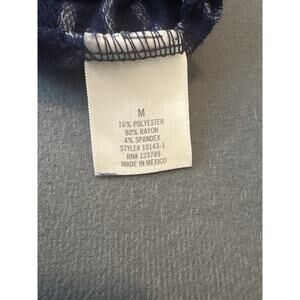 M
16% POLYESTER
80% RAYON
4% SPANDEX
STYLE# 10143-1
RN# 123789
MADE IN MEXICO